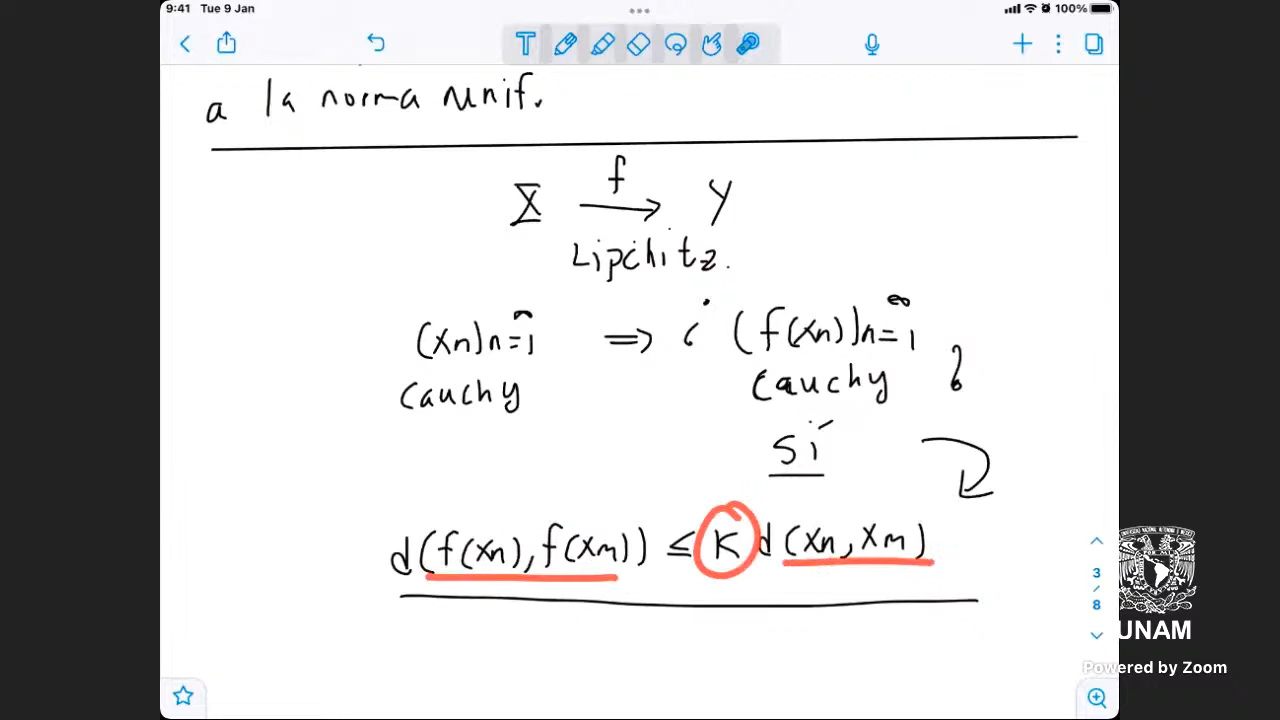 9:41 Tue 9 Jan
100%
a la norma unif.
X f→ Y
Lipchitz.
(xn)n=1 ∞ ⟹ ¿ (f(xn))n=1 ∞
cauchy cauchy ?
sí
d(f(xn), f(xm)) ≤ K d(xn, xm)
3
8
UNAM
Powered by Zoom